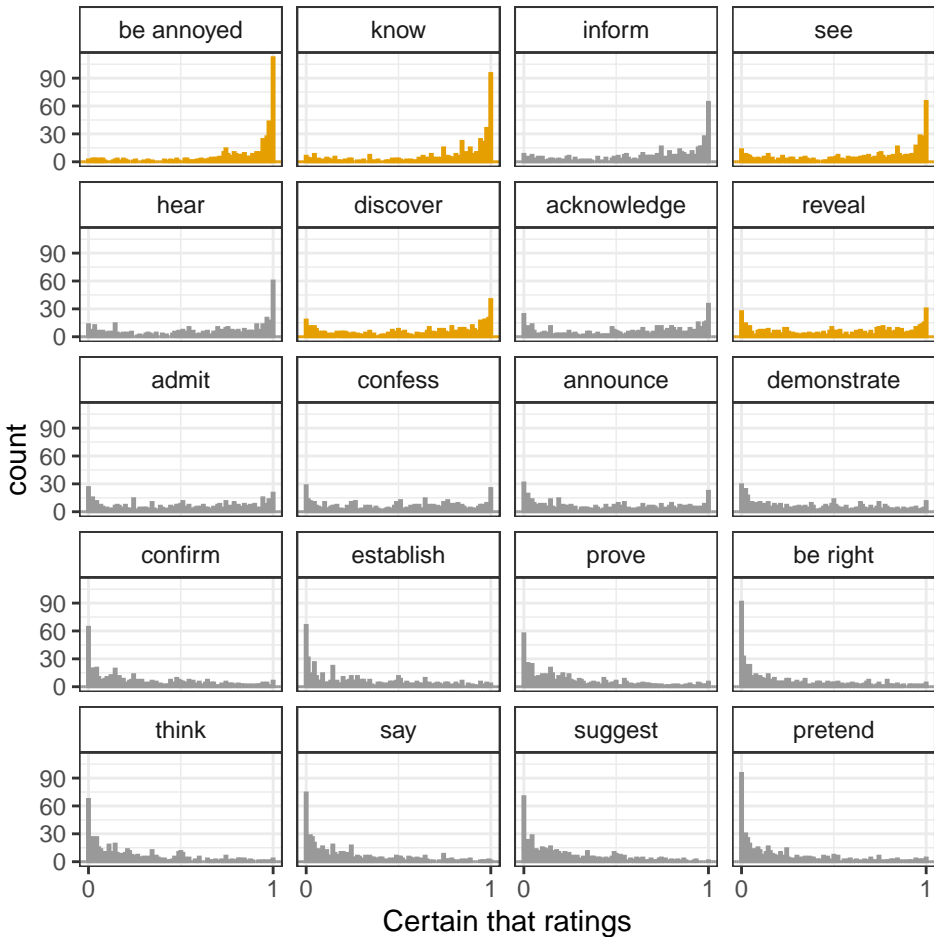 be annoyed know inform see
90
60
30
0
hear discover acknowledge reveal
90
60
30
0
admit confess announce demonstrate
90
60
30
0
confirm establish prove be right
90
60
30
0
think say suggest pretend
90
60
30
0
0 1 0 1 0 1 0 1
Certain that ratings
count